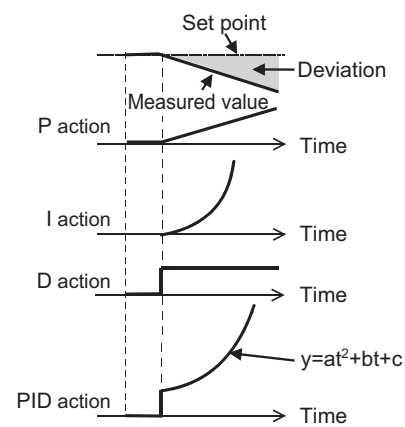 Set point
Deviation
Measured value
P action
Time
I action
Time
D action
Time
y=at²+bt+c
PID action
Time